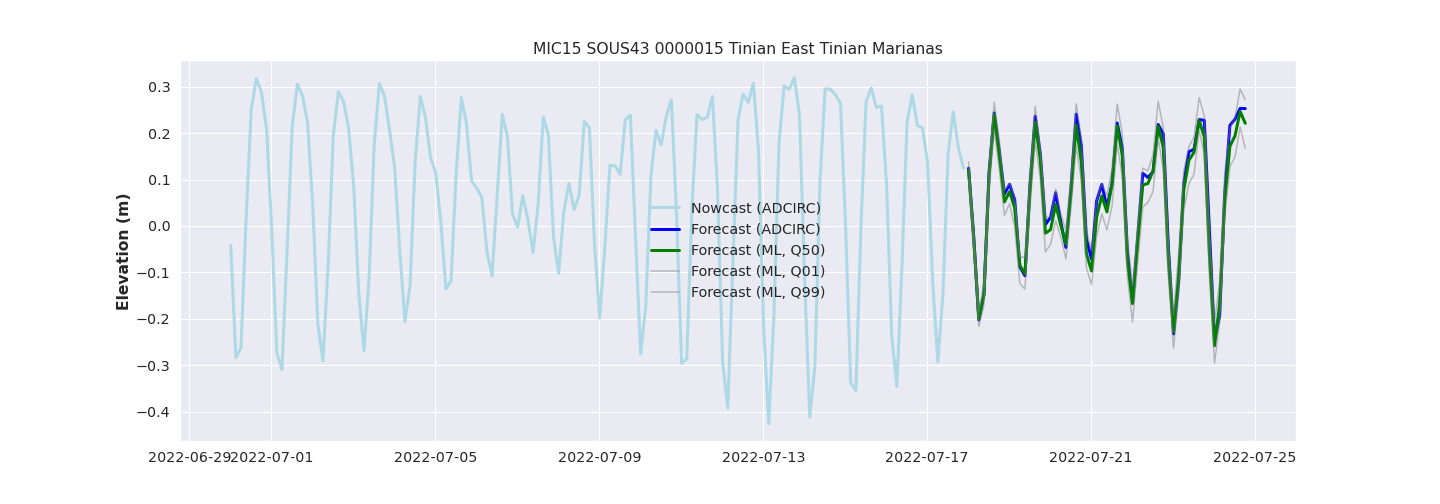 MIC15 SOUS43 0000015 Tinian East Tinian Marianas
Elevation (m)
0.3
0.2
0.1
0.0
−0.1
−0.2
−0.3
−0.4
Nowcast (ADCIRC)
Forecast (ADCIRC)
Forecast (ML, Q50)
Forecast (ML, Q01)
Forecast (ML, Q99)
2022-06-29 2022-07-01 2022-07-05 2022-07-09 2022-07-13 2022-07-17 2022-07-21 2022-07-25